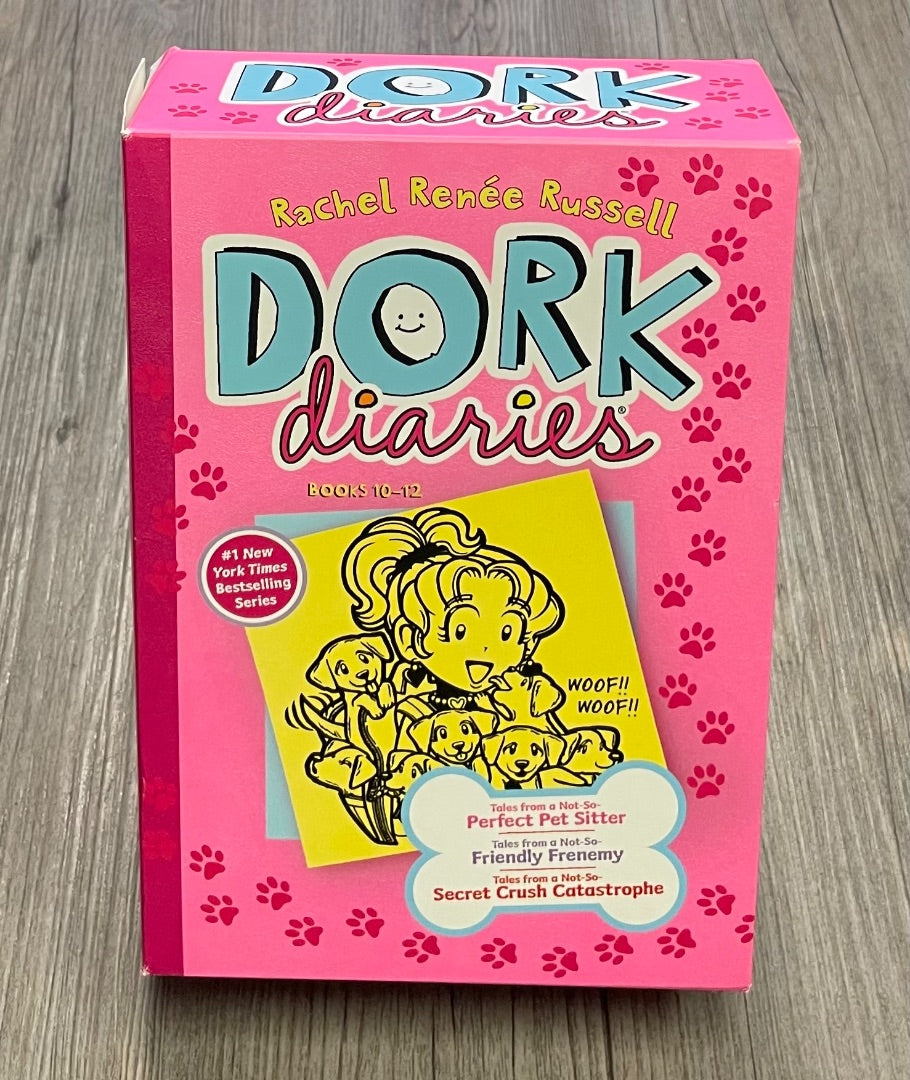 DORK
diaries
Rachel Renée Russell
DORK
diaries®
BOOKS 10–12
#1 New
York Times
Bestselling
Series
WOOF!!
WOOF!!
Tales from a Not-So-
Perfect Pet Sitter
Tales from a Not-So-
Friendly Frenemy
Tales from a Not-So-
Secret Crush Catastrophe